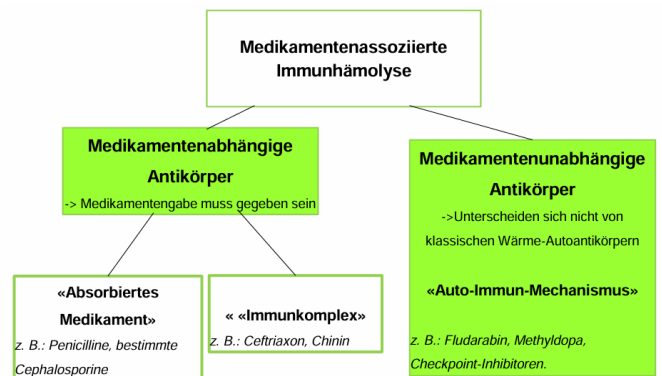 Medikamentenassoziierte
Immunhämolyse
Medikamentenabhängige
Antikörper
-> Medikamentengabe muss gegeben sein
Medikamentenunabhängige
Antikörper
->Unterscheiden sich nicht von
klassischen Wärme-Autoantikörpern
«Auto-Immun-Mechanismus»
z. B.: Fludarabin, Methyldopa,
Checkpoint-Inhibitoren.
«Absorbiertes
Medikament»
z. B.: Penicilline, bestimmte
Cephalosporine
« «Immunkomplex»
z. B.: Ceftriaxon, Chinin